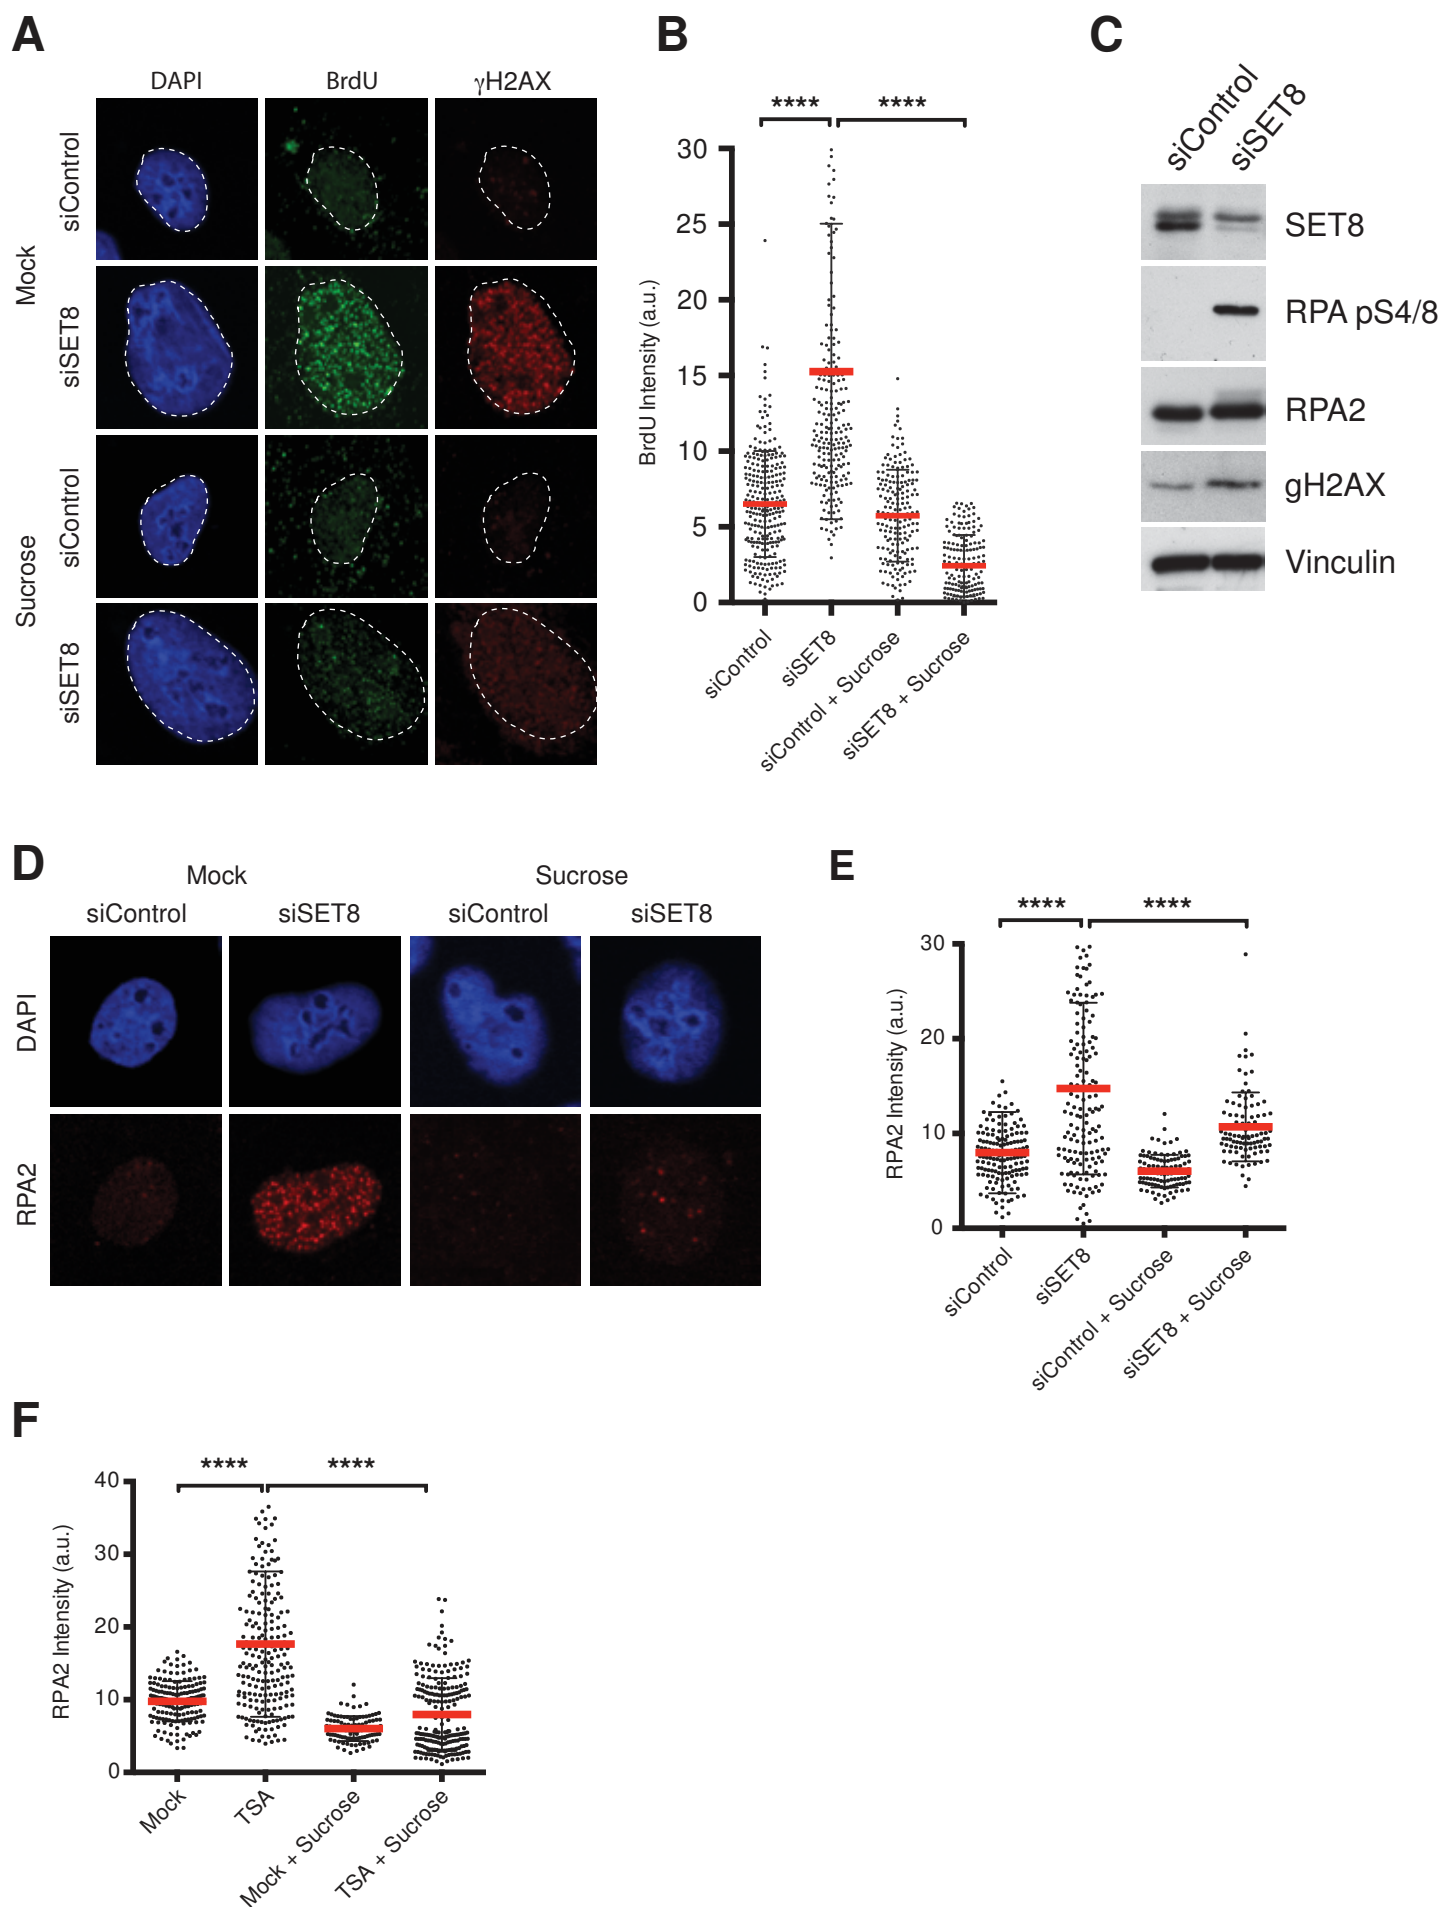 A
DAPI BrdU γH2AX
Mock
siControl
siSET8
Sucrose
siControl
siSET8
B
**** ****
BrdU Intensity (a.u.)
30
25
20
15
10
5
0
siControl
siSET8
siControl + Sucrose
siSET8 + Sucrose
C
siControl
siSET8
SET8
RPA pS4/8
RPA2
gH2AX
Vinculin
D
Mock Sucrose
siControl siSET8 siControl siSET8
DAPI
RPA2
E
**** ****
RPA2 Intensity (a.u.)
30
20
10
0
siControl
siSET8
siControl + Sucrose
siSET8 + Sucrose
F
**** ****
RPA2 Intensity (a.u.)
40
30
20
10
0
Mock
TSA
Mock + Sucrose
TSA + Sucrose